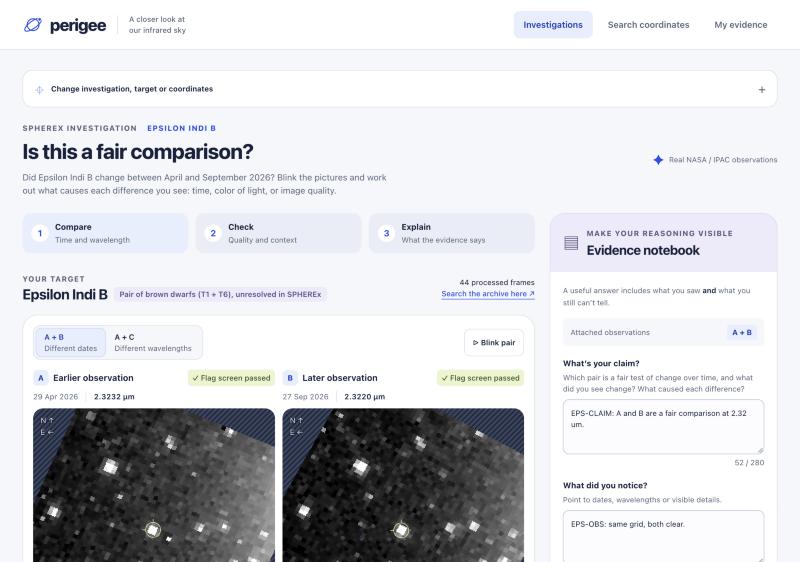 perigee
A closer look at
our infrared sky
Investigations
Search coordinates
My evidence
Change investigation, target or coordinates
+
SPHEREX INVESTIGATION EPSILON INDI B
Is this a fair comparison?
Real NASA / IPAC observations
Did Epsilon Indi B change between April and September 2026? Blink the pictures and work
out what causes each difference you see: time, color of light, or image quality.
1 Compare
Time and wavelength
2 Check
Quality and context
3 Explain
What the evidence says
YOUR TARGET
Epsilon Indi B Pair of brown dwarfs (T1 + T6), unresolved in SPHEREx
44 processed frames
Search the archive here ↗
A + B
Different dates
A + C
Different wavelengths
▷ Blink pair
A Earlier observation ✓ Flag screen passed
29 Apr 2026 2.3232 µm
N ↑
E ←
B Later observation ✓ Flag screen passed
27 Sep 2026 2.3220 µm
N ↑
E ←
MAKE YOUR REASONING VISIBLE
Evidence notebook
A useful answer includes what you saw and what you
still can't tell.
Attached observations A + B
What's your claim?
Which pair is a fair test of change over time, and what
did you see change? What caused each difference?
EPS-CLAIM: A and B are a fair comparison at 2.32
um.
52 / 280
What did you notice?
Point to dates, wavelengths or visible details.
EPS-OBS: same grid, both clear.